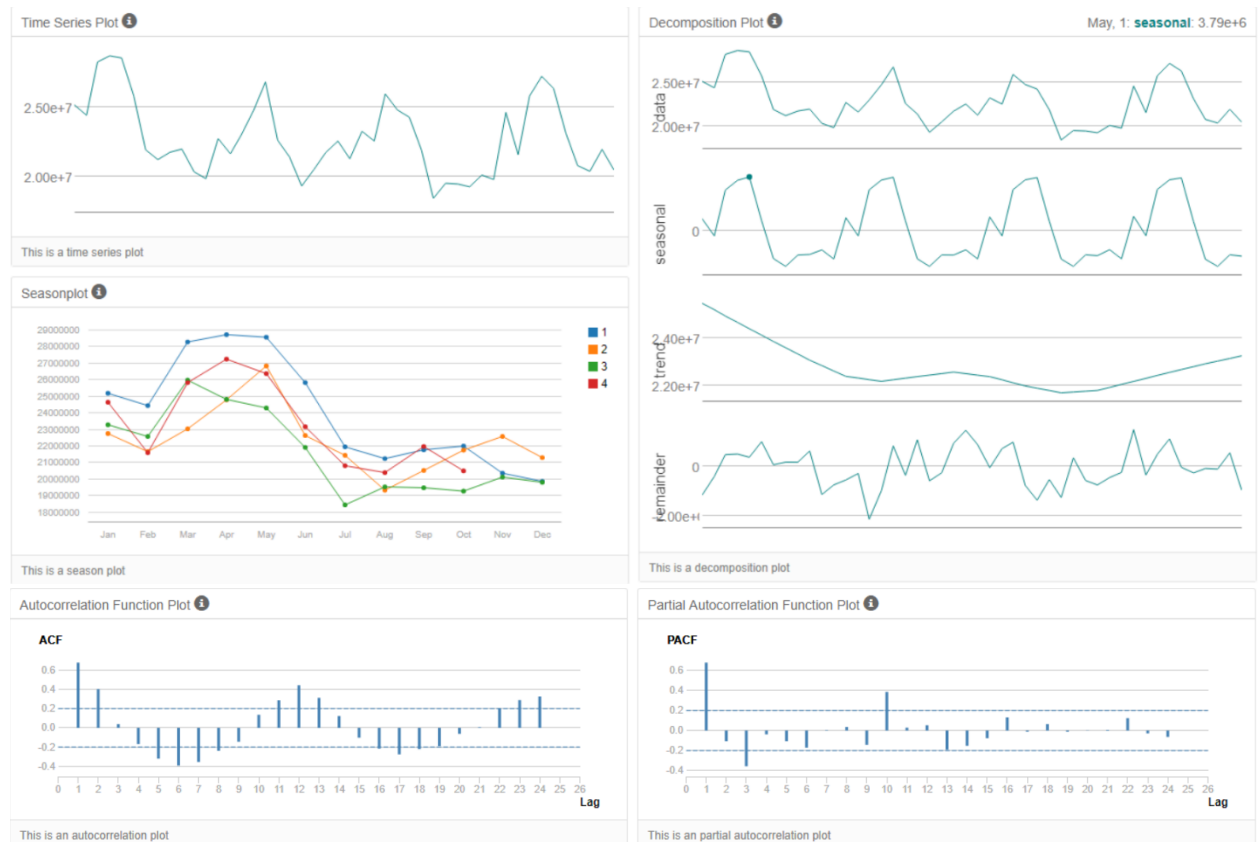 Time Series Plot
2.50e+7
2.00e+7
This is a time series plot
Seasonplot
29000000
28000000
27000000
26000000
25000000
24000000
23000000
22000000
21000000
20000000
19000000
18000000
Jan Feb Mar Apr May Jun Jul Aug Sep Oct Nov Dec
1
2
3
4
This is a season plot
Decomposition Plot
May, 1: seasonal: 3.79e+6
2.50e+7
data
2.00e+7
seasonal
0
2.40e+7
trend
2.20e+7
remainder
0
This is a decomposition plot
Autocorrelation Function Plot
ACF
0.6
0.4
0.2
0.0
-0.2
-0.4
0 1 2 3 4 5 6 7 8 9 10 11 12 13 14 15 16 17 18 19 20 21 22 23 24 25 26
Lag
This is an autocorrelation plot
Partial Autocorrelation Function Plot
PACF
0.6
0.4
0.2
0.0
-0.2
-0.4
0 1 2 3 4 5 6 7 8 9 10 11 12 13 14 15 16 17 18 19 20 21 22 23 24 25 26
Lag
This is an partial autocorrelation plot